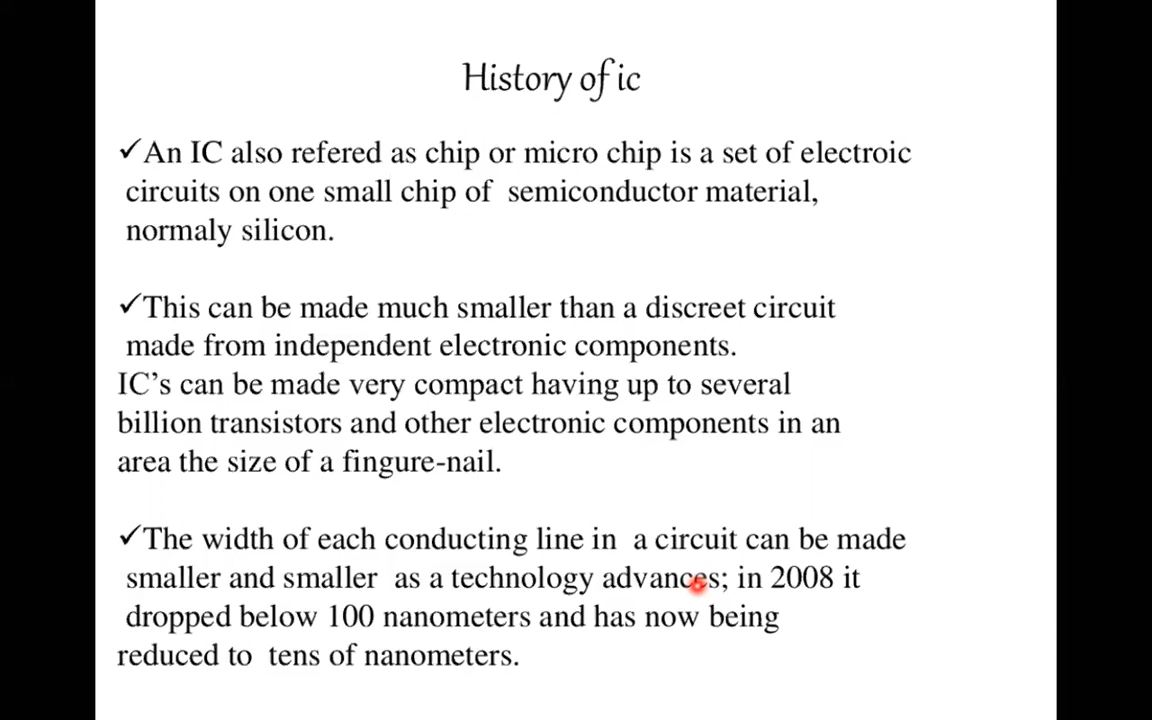 History of ic
✓An IC also refered as chip or micro chip is a set of electroic
circuits on one small chip of semiconductor material,
normaly silicon.
✓This can be made much smaller than a discreet circuit
made from independent electronic components.
IC’s can be made very compact having up to several
billion transistors and other electronic components in an
area the size of a fingure-nail.
✓The width of each conducting line in a circuit can be made
smaller and smaller as a technology advances; in 2008 it
dropped below 100 nanometers and has now being
reduced to tens of nanometers.